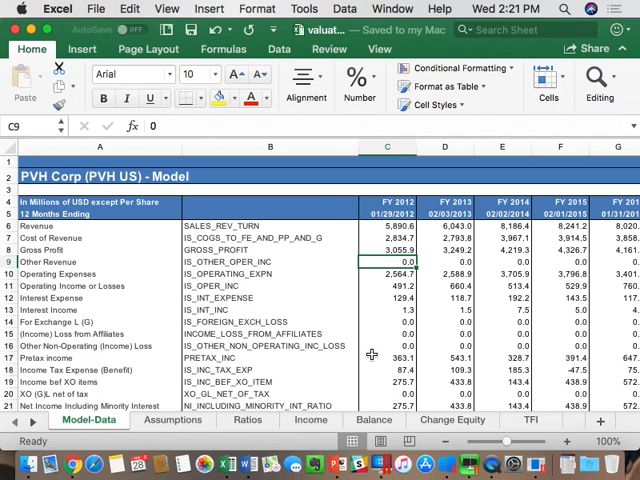 Excel File Edit View Insert Format Tools Data Window Help Wed 2:21 PM
AutoSave OFF valuat... — Saved to my Mac Search Sheet
Home Insert Page Layout Formulas Data Review View Share
Paste Arial 10 A A Alignment % Number Conditional Formatting Format as Table Cell Styles Cells Editing
B I U A
C9 fx 0
A B C D E F G
1
2 PVH Corp (PVH US) - Model
3
4 In Millions of USD except Per Share FY 2012 FY 2013 FY 2014 FY 2015 FY 201
5 12 Months Ending 01/29/2012 02/03/2013 02/02/2014 02/01/2015 01/31/201
6 Revenue SALES_REV_TURN 5,890.6 6,043.0 8,186.4 8,241.2 8,020.
7 Cost of Revenue IS_COGS_TO_FE_AND_PP_AND_G 2,834.7 2,793.8 3,967.1 3,914.5 3,858.
8 Gross Profit GROSS_PROFIT 3,055.9 3,249.2 4,219.3 4,326.7 4,161.
9 Other Revenue IS_OTHER_OPER_INC 0.0 0.0 0.0 0.0 0.
10 Operating Expenses IS_OPERATING_EXPN 2,564.7 2,588.9 3,705.9 3,796.8 3,401.
11 Operating Income or Losses IS_OPER_INC 491.2 660.4 513.4 529.9 760.
12 Interest Expense IS_INT_EXPENSE 129.4 118.7 192.2 143.5 117.
13 Interest Income IS_INT_INC 1.3 1.5 7.5 5.0 4.
14 For Exchange L (G) IS_FOREIGN_EXCH_LOSS 0.0 0.0 0.0 0.0 0.
15 (Income) Loss from Affiliates INCOME_LOSS_FROM_AFFILIATES 0.0 0.0 0.0 0.0 0.
16 Other Non-Operating (Income) Loss IS_OTHER_NON_OPERATING_INC_LOSS 0.0 0.0 0.0 0.0 0.
17 Pretax income PRETAX_INC 363.1 543.1 328.7 391.4 647.
18 Income Tax Expense (Benefit) IS_INC_TAX_EXP 87.4 109.3 185.3 -47.5 75.
19 Income bef XO items IS_INC_BEF_XO_ITEM 275.7 433.8 143.4 438.9 572.
20 XO (G)L net of tax XO_GL_NET_OF_TAX 0.0 0.0 0.0 0.0 0.
21 Net Income Including Minority Interest NI_INCLUDING_MINORITY_INT_RATIO 275.7 433.8 143.4 438.9 572.
Model-Data Assumptions Ratios Income Balance Change Equity TFI
Ready 100%